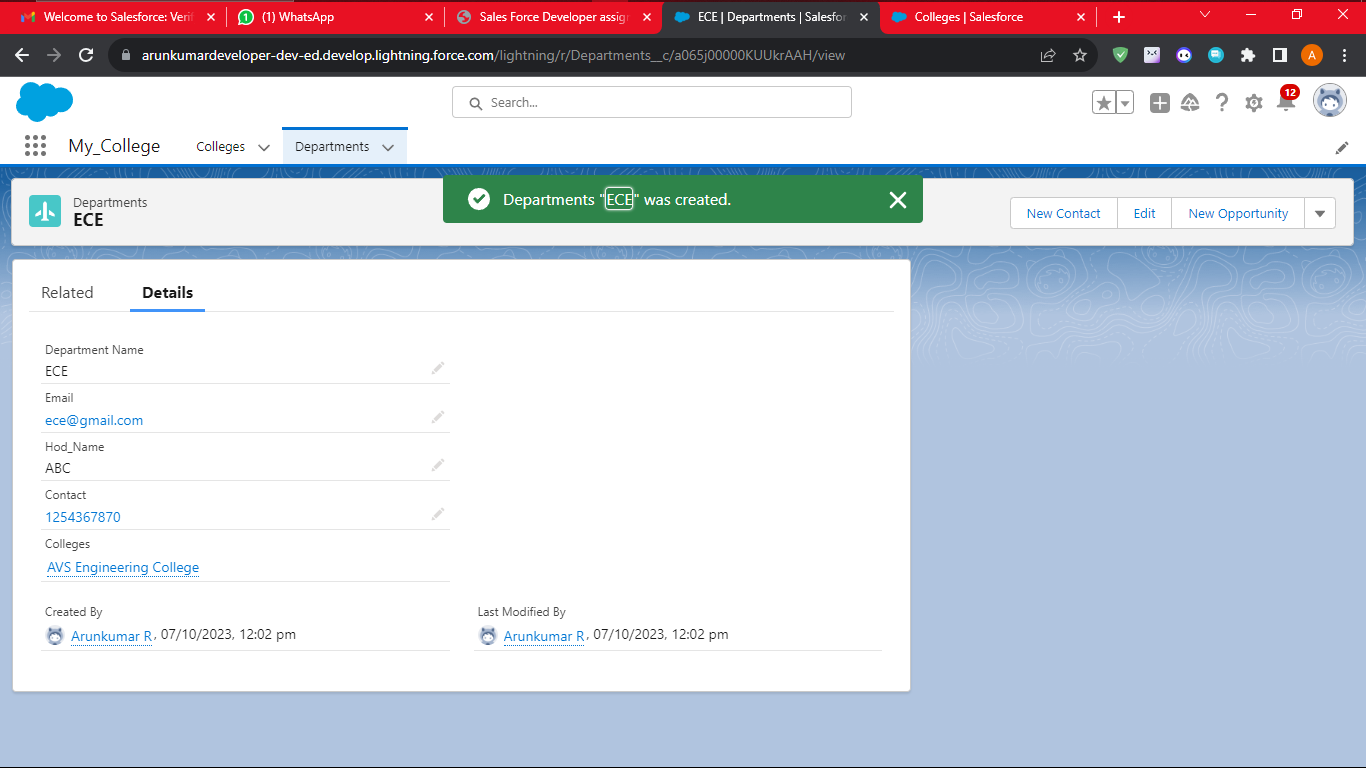 Welcome to Salesforce: Verif
(1) WhatsApp
Sales Force Developer assign
ECE | Departments | Salesfor
Colleges | Salesforce
arunkumardeveloper-dev-ed.develop.lightning.force.com/lightning/r/Departments__c/a065j00000KUUkrAAH/view
A
Search...
12
My_College
Colleges
Departments
Departments
ECE
Departments "ECE" was created.
New Contact
Edit
New Opportunity
Related
Details
Department Name
ECE
Email
ece@gmail.com
Hod_Name
ABC
Contact
1254367870
Colleges
AVS Engineering College
Created By
Arunkumar R, 07/10/2023, 12:02 pm
Last Modified By
Arunkumar R, 07/10/2023, 12:02 pm